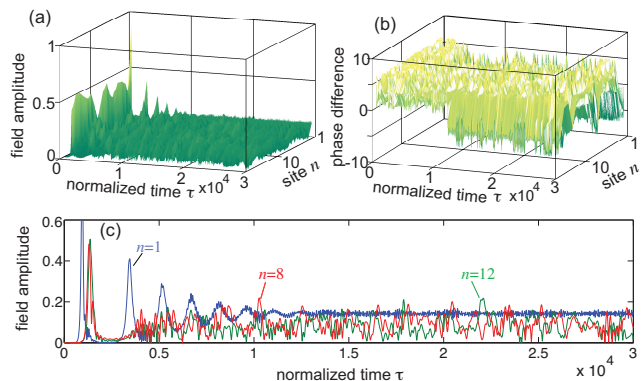 (a)
1
0.5
0
field amplitude
0
1
2
3
normalized time τ x10⁴
10
1
site n
(b)
10
0
-10
phase difference
0
1
2
3
normalized time τ x10⁴
10
1
site n
(c)
0.6
0.4
0.2
0
field amplitude
n=1
n=8
n=12
0 0.5 1 1.5 2 2.5 3
normalized time τ x 10⁴